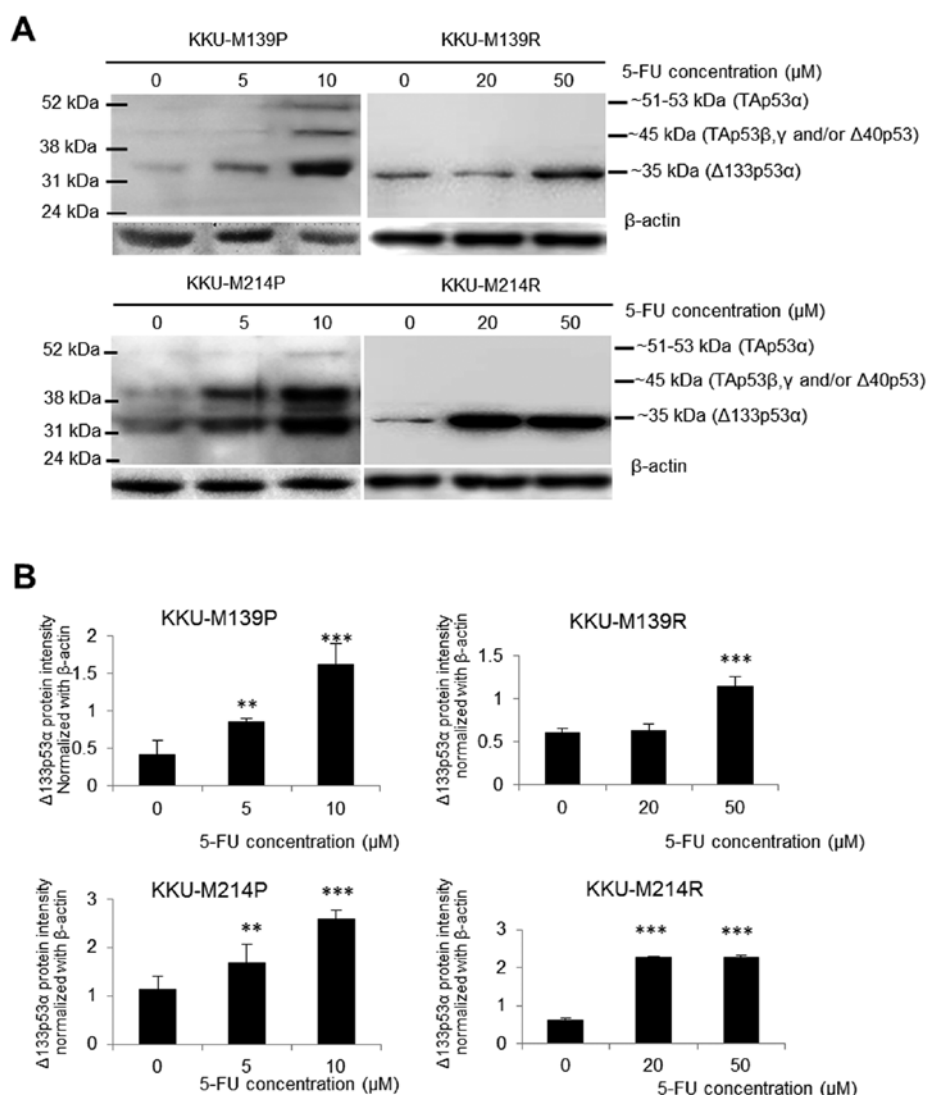 A
KKU-M139P KKU-M139R
0 5 10 0 20 50 5-FU concentration (µM)
52 kDa ~51-53 kDa (TAp53α)
38 kDa ~45 kDa (TAp53β,γ and/or Δ40p53)
31 kDa ~35 kDa (Δ133p53α)
24 kDa
β-actin
KKU-M214P KKU-M214R
0 5 10 0 20 50 5-FU concentration (µM)
52 kDa ~51-53 kDa (TAp53α)
38 kDa ~45 kDa (TAp53β,γ and/or Δ40p53)
31 kDa ~35 kDa (Δ133p53α)
24 kDa
β-actin
B
KKU-M139P
Δ133p53α protein intensity
Normalized with β-actin
2
1.5
1
0.5
0
** ***
0 5 10
5-FU concentration (µM)
KKU-M139R
Δ133p53α protein intensity
normalized with β-actin
1.5
1
0.5
0
***
0 20 50
5-FU concentration (µM)
KKU-M214P
Δ133p53α protein intensity
normalized with β-actin
3
2
1
0
** ***
0 5 10
5-FU concentration (µM)
KKU-M214R
Δ133p53α protein intensity
normalized with β-actin
3
2
1
0
*** ***
0 20 50
5-FU concentration (µM)